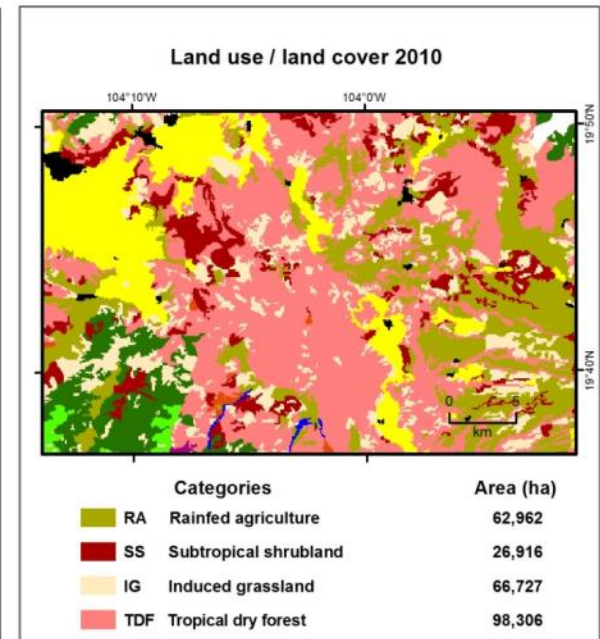 Land use / land cover 2010
104°10'W 104°0'W
19°50'N
19°40'N
0 5
km
Categories Area (ha)
RA Rainfed agriculture 62,962
SS Subtropical shrubland 26,916
IG Induced grassland 66,727
TDF Tropical dry forest 98,306